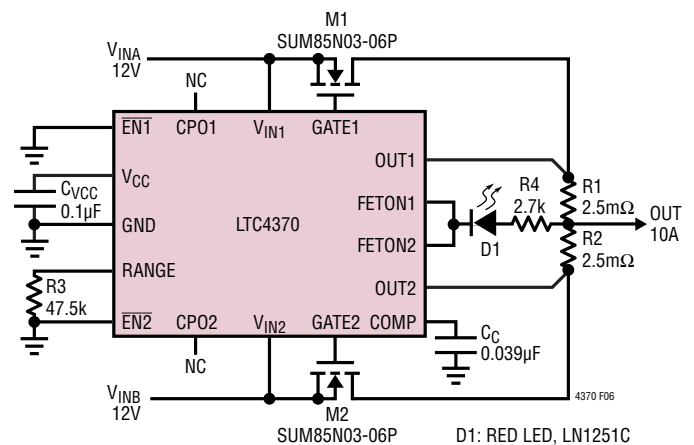 M1
SUM85N03-06P
VINA
12V
NC
EN1
CPO1
VIN1
GATE1
OUT1
VCC
CVCC
0.1µF
R4
2.7k
R1
2.5mΩ
FETON1
GND
LTC4370
D1
OUT
10A
FETON2
R2
2.5mΩ
RANGE
R3
47.5k
OUT2
EN2
CPO2
VIN2
GATE2
COMP
CC
0.039µF
NC
VINB
12V
M2
SUM85N03-06P
4370 F06
D1: RED LED, LN1251C